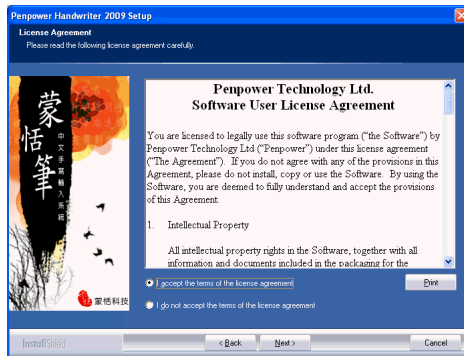 Penpower Handwriter 2009 Setup
License Agreement
Please read the following license agreement carefully.
蒙恬筆
中文手寫輸入系統
蒙恬科技
Penpower Technology Ltd.
Software User License Agreement
You are licensed to legally use this software program (“the Software”) by
Penpower Technology Ltd (“Penpower”) under this license agreement
(“The Agreement”). If you do not agree with any of the provisions in this
Agreement, please do not install, copy or use the Software. By using the
Software, you are deemed to fully understand and accept the provisions
of this Agreement.
1. Intellectual Property
All intellectual property rights in the Software, together with all
information and documents included in the packaging for the
I accept the terms of the license agreement
Print
I do not accept the terms of the license agreement
InstallShield
< Back
Next >
Cancel